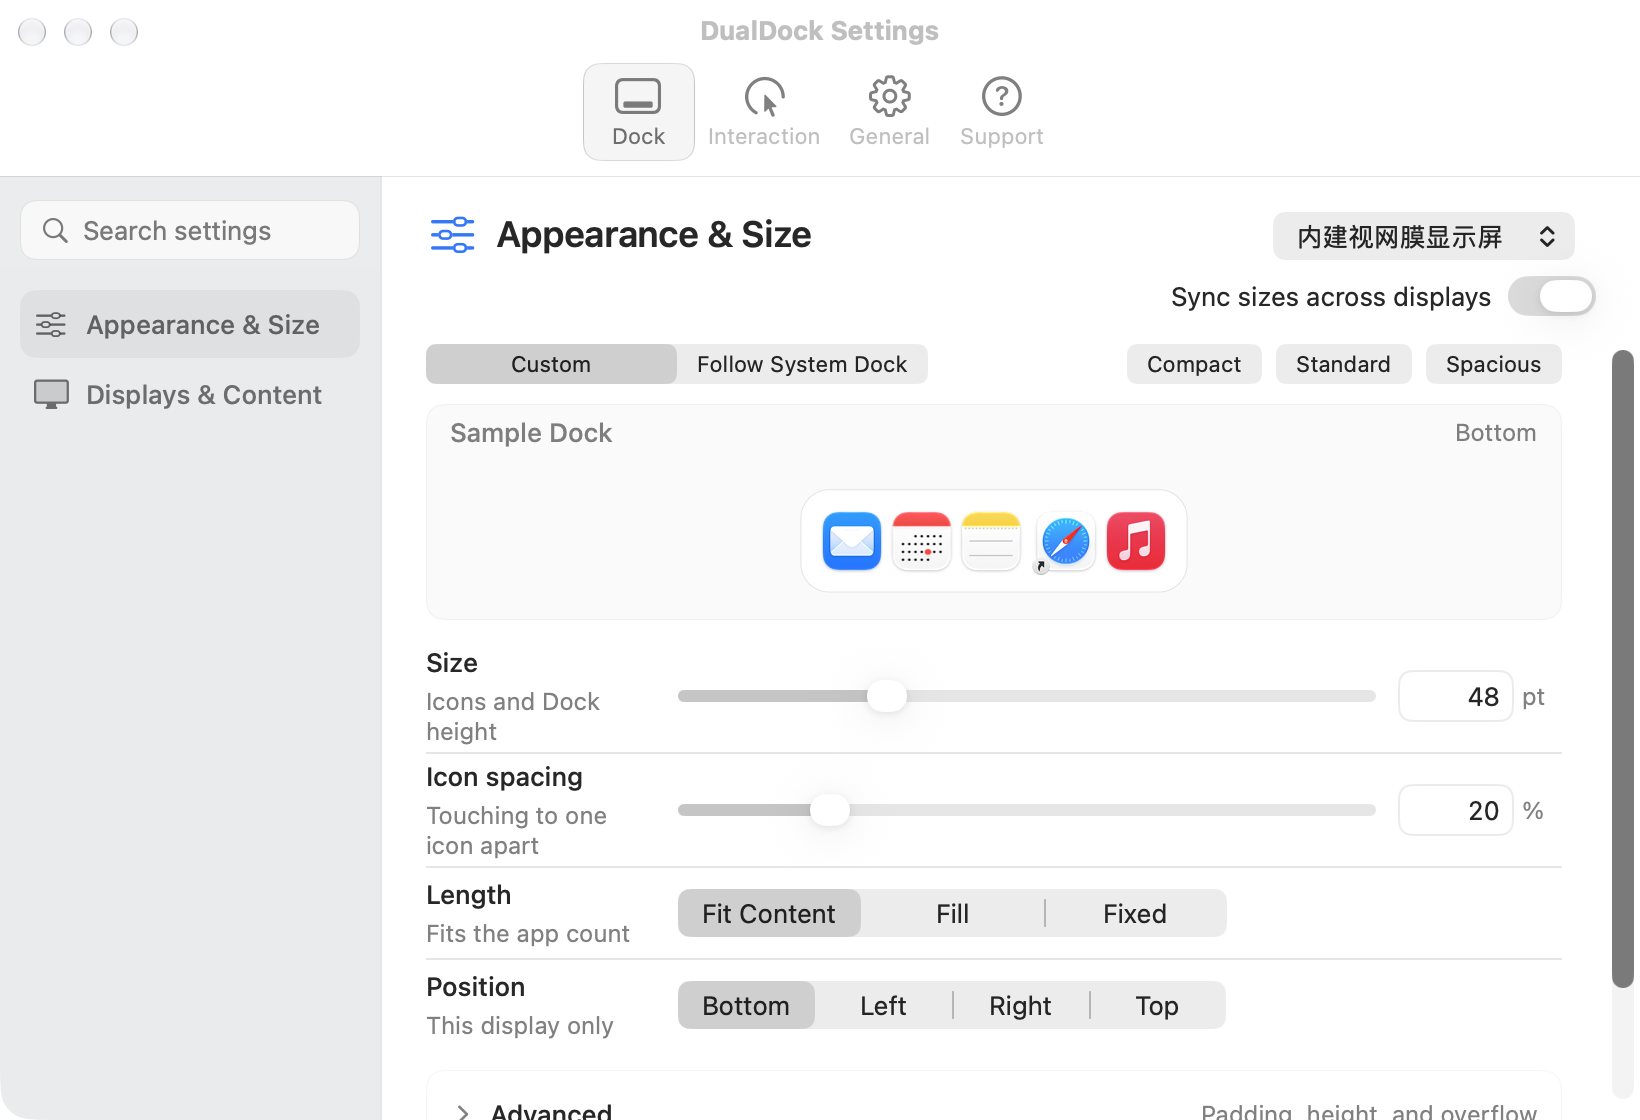 DualDock Settings
Dock
Interaction
General
Support
Search settings
Appearance & Size
Displays & Content
Appearance & Size
内建视网膜显示屏
Sync sizes across displays
Custom
Follow System Dock
Compact
Standard
Spacious
Sample Dock
Bottom
Size
Icons and Dock
height
48 pt
Icon spacing
Touching to one
icon apart
20 %
Length
Fits the app count
Fit Content
Fill
Fixed
Position
This display only
Bottom
Left
Right
Top
Advanced
Padding, height, and overflow